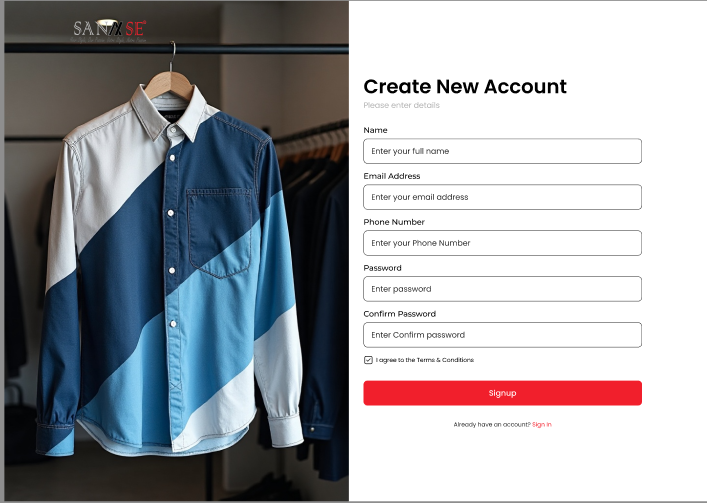 SANXSE
Create New Account
Please enter details
Name
Enter your full name
Email Address
Enter your email address
Phone Number
Enter your Phone Number
Password
Enter password
Confirm Password
Enter Confirm password
I agree to the Terms & Conditions
Signup
Already have an account? Sign in